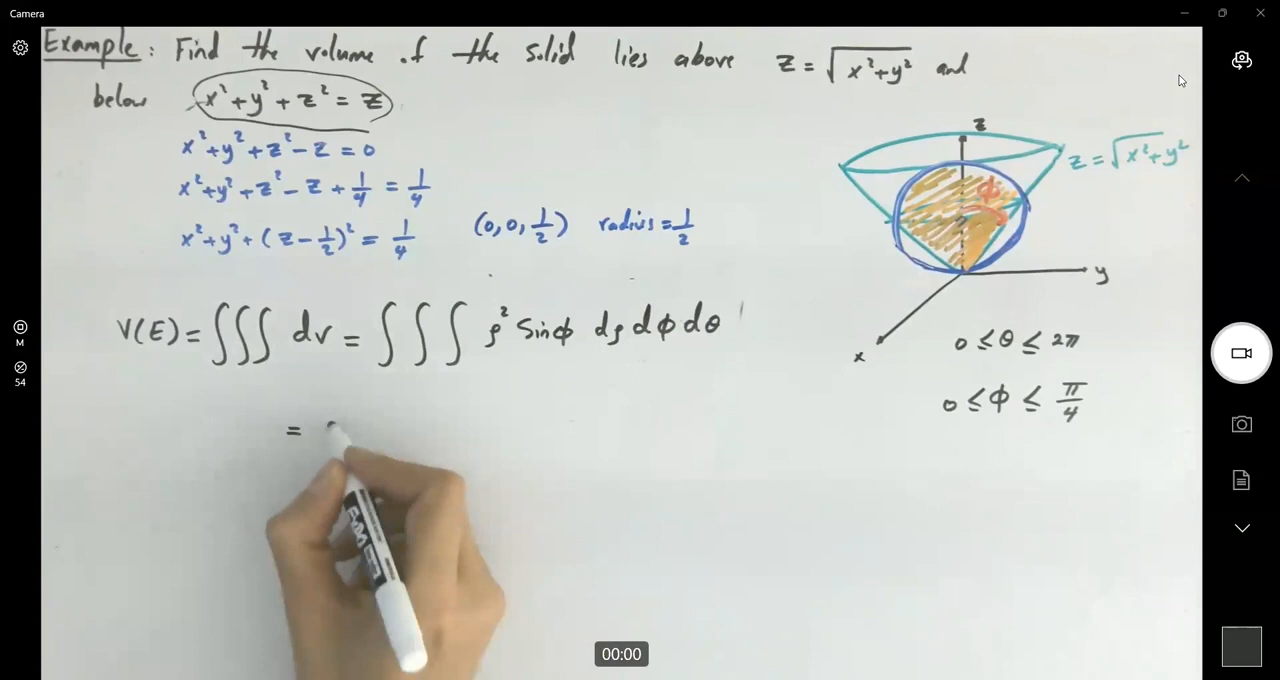 Camera
Example: Find the volume of the solid lies above z = √x²+y² and
below x²+y²+z² = z
x²+y²+z²-z = 0
x²+y²+z²-z+1/4 = 1/4
x²+y²+(z-1/2)² = 1/4 (0,0,1/2) radius = 1/2
z
z = √x²+y²
ϕ
y
x
V(E) = ∫∫∫ dv = ∫ ∫ ∫ ρ² Sinϕ dρ dϕ dθ
0 ≤ θ ≤ 2π
0 ≤ ϕ ≤ π/4
=
EXPO
M
54
00:00